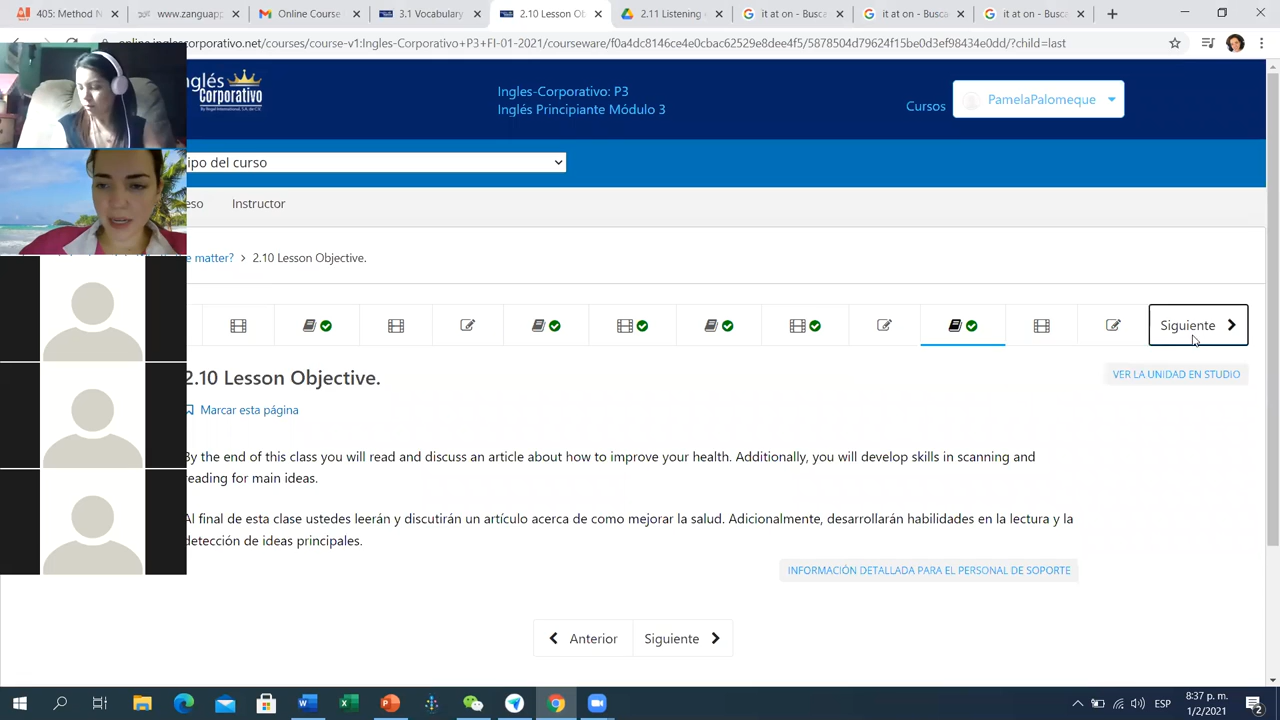 405: Method N
www.zanguapp
Online Course
3.1 Vocabulary
2.10 Lesson Ob
2.11 Listening
it at on - Busca
it at on - Busca
it at on - Busca
online.inglescorporativo.net/courses/course-v1:Ingles-Corporativo+P3+FI-01-2021/courseware/f0a4dc8146ce4e0cbac62529e8dee4f2/5878504d79624f15be0d3ef98434e0dd/?child=last
nglés
Corporativo
Ingles-Corporativo: P3
Inglés Principiante Módulo 3
Cursos
PamelaPalomeque
ipo del curso
eso
Instructor
e matter? > 2.10 Lesson Objective.
Siguiente
2.10 Lesson Objective.
VER LA UNIDAD EN STUDIO
Marcar esta página
By the end of this class you will read and discuss an article about how to improve your health. Additionally, you will develop skills in scanning and
reading for main ideas.
Al final de esta clase ustedes leerán y discutirán un artículo acerca de como mejorar la salud. Adicionalmente, desarrollarán habilidades en la lectura y la
detección de ideas principales.
INFORMACIÓN DETALLADA PARA EL PERSONAL DE SOPORTE
Anterior
Siguiente
ESP
8:37 p. m.
1/2/2021
2